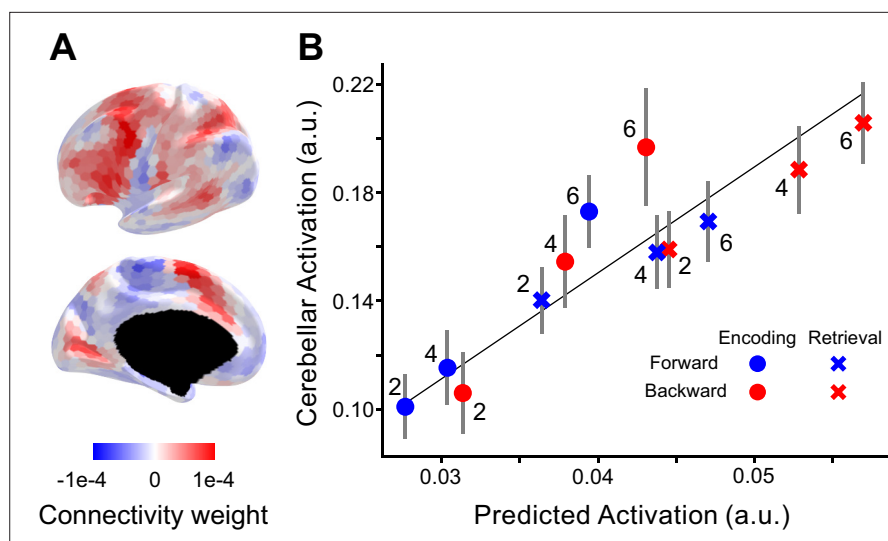 A
-1e-4 0 1e-4
Connectivity weight
B
Cerebellar Activation (a.u.)
0.22
0.18
0.14
0.10
6
6
4
6
4
2
4
2
6
4
2
2
Encoding Retrieval
Forward
Backward
0.03 0.04 0.05
Predicted Activation (a.u.)